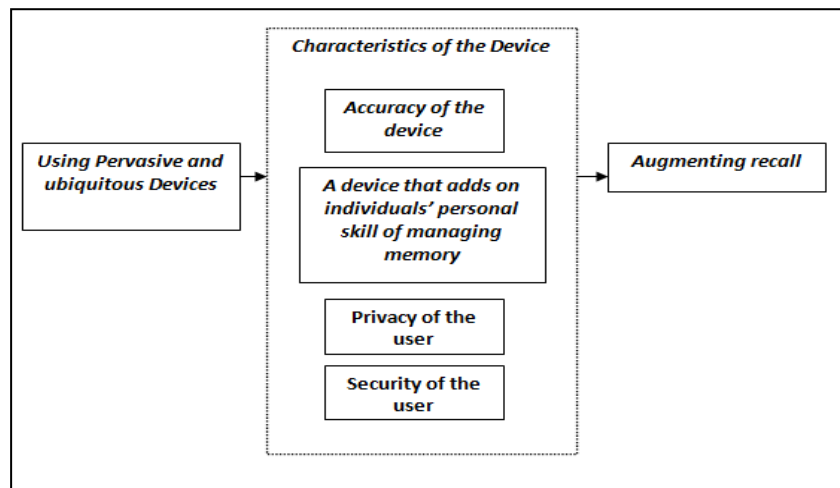 Characteristics of the Device
Accuracy of the
device
Using Pervasive and
ubiquitous Devices
A device that adds on
individuals' personal
skill of managing
memory
Privacy of the
user
Security of the
user
Augmenting recall